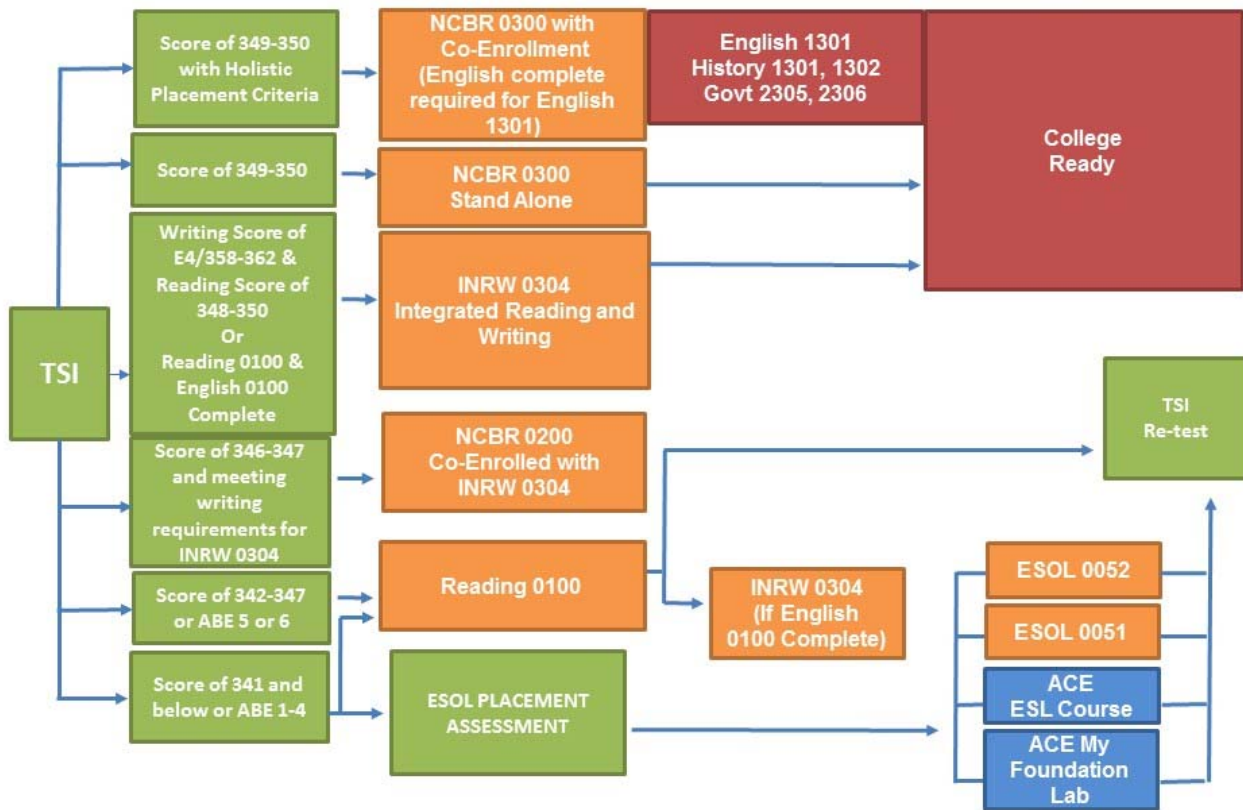 TSI
Score of 349-350
with Holistic
Placement Criteria
NCBR 0300 with
Co-Enrollment
(English complete
required for English
1301)
English 1301
History 1301, 1302
Govt 2305, 2306
College
Ready
Score of 349-350
NCBR 0300
Stand Alone
Writing Score of
E4/358-362 &
Reading Score of
348-350
Or
Reading 0100 &
English 0100
Complete
INRW 0304
Integrated Reading and
Writing
Score of 346-347
and meeting
writing
requirements for
INRW 0304
NCBR 0200
Co-Enrolled with
INRW 0304
TSI
Re-test
Score of 342-347
or ABE 5 or 6
Reading 0100
INRW 0304
(If English
0100 Complete)
Score of 341 and
below or ABE 1-4
ESOL PLACEMENT
ASSESSMENT
ESOL 0052
ESOL 0051
ACE
ESL Course
ACE My
Foundation
Lab